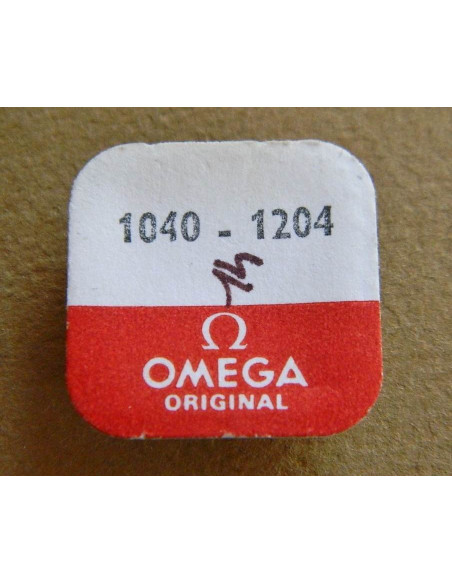 1040 - 1204
Ω
OMEGA
ORIGINAL